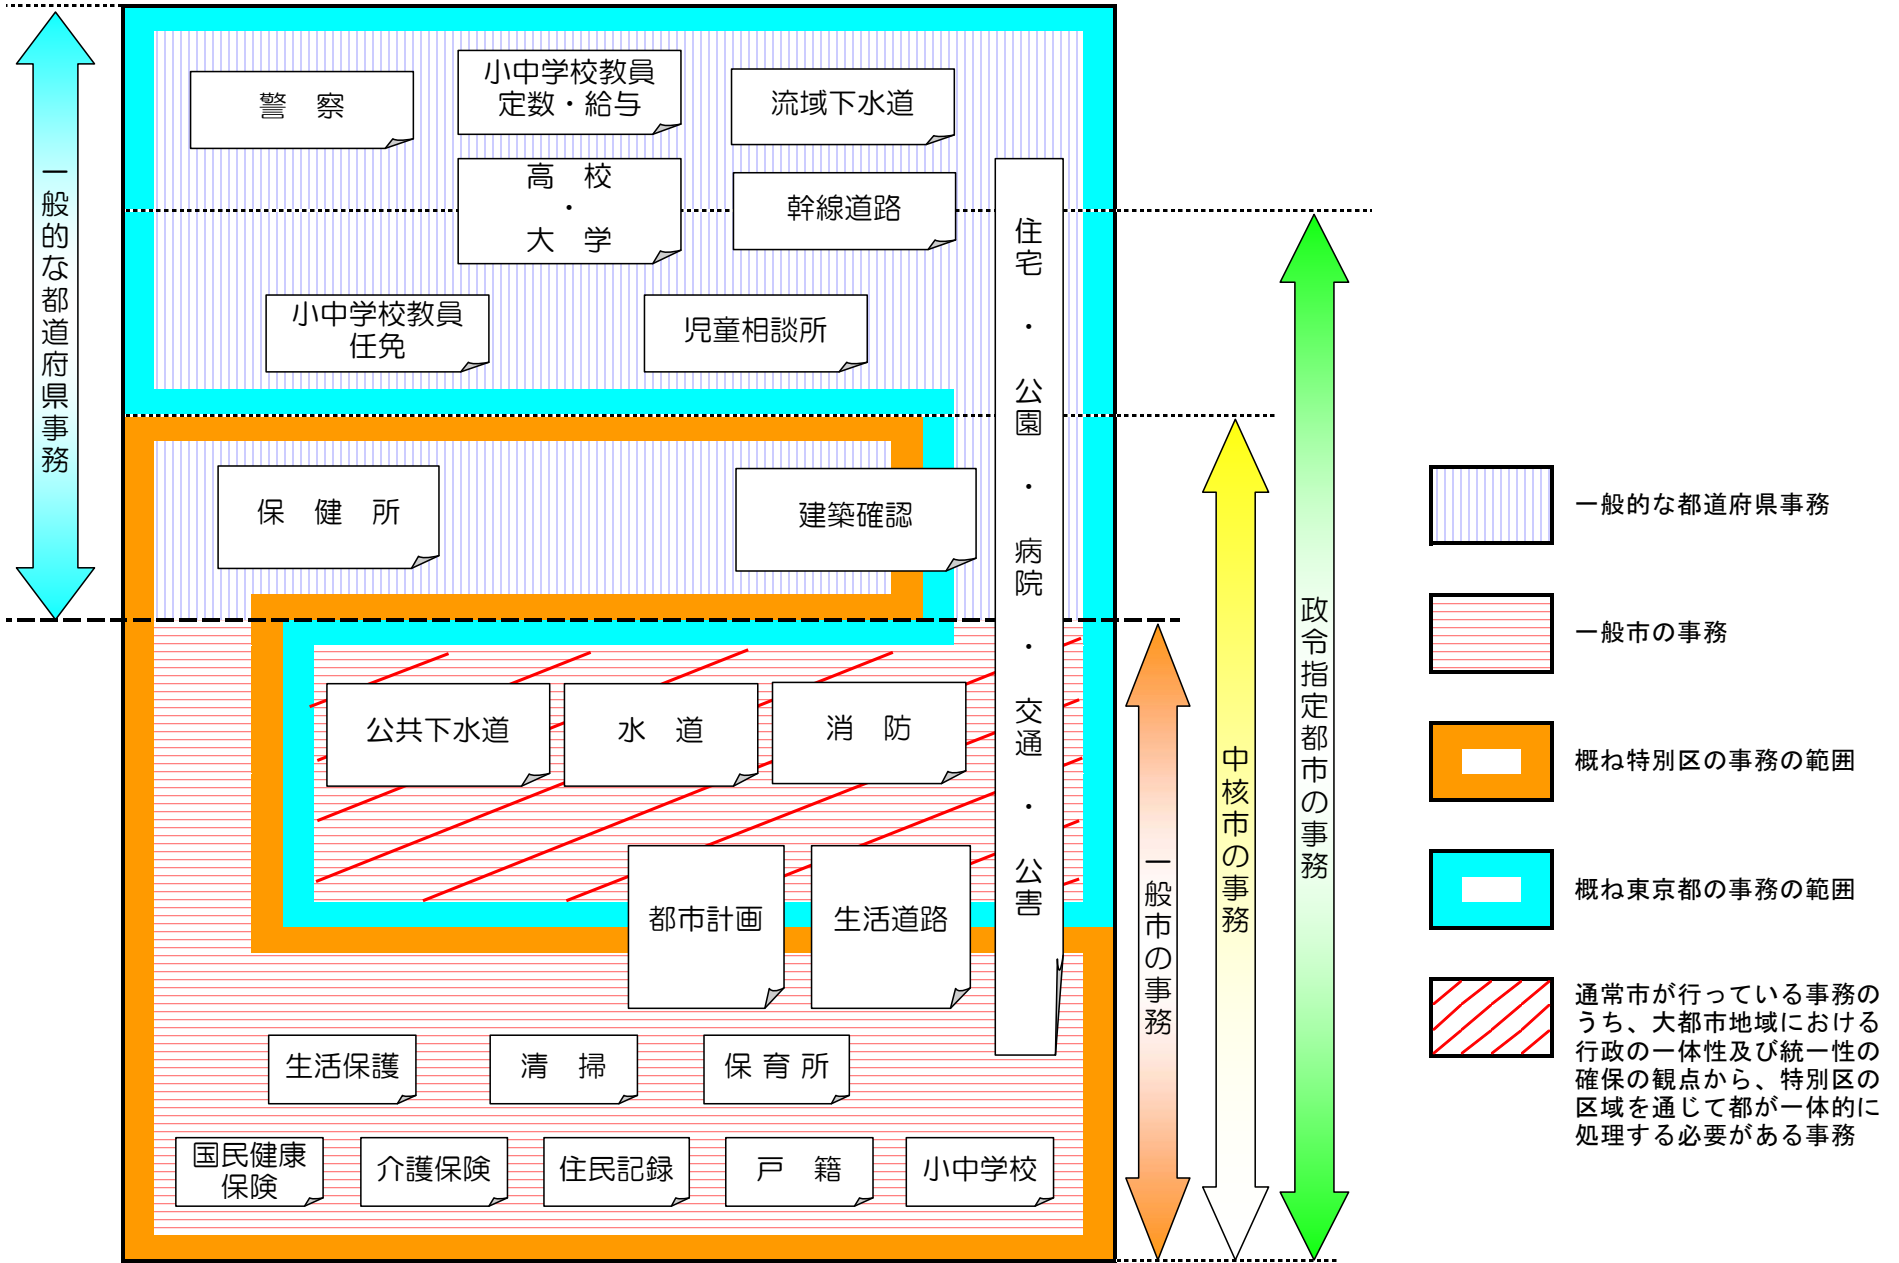 一般的な都道府県事務
警　察
小中学校教員
定数・給与
流域下水道
高　校
・
大　学
幹線道路
小中学校教員
任免
児童相談所
住宅・公園・病院・交通・公害
保　健　所
建築確認
公共下水道
水　道
消　防
都市計画
生活道路
生活保護
清　掃
保 育 所
国民健康
保険
介護保険
住民記録
戸　籍
小中学校
一般市の事務
中核市の事務
政令指定都市の事務
一般的な都道府県事務
一般市の事務
概ね特別区の事務の範囲
概ね東京都の事務の範囲
通常市が行っている事務の
うち、大都市地域における
行政の一体性及び統一性の
確保の観点から、特別区の
区域を通じて都が一体的に
処理する必要がある事務